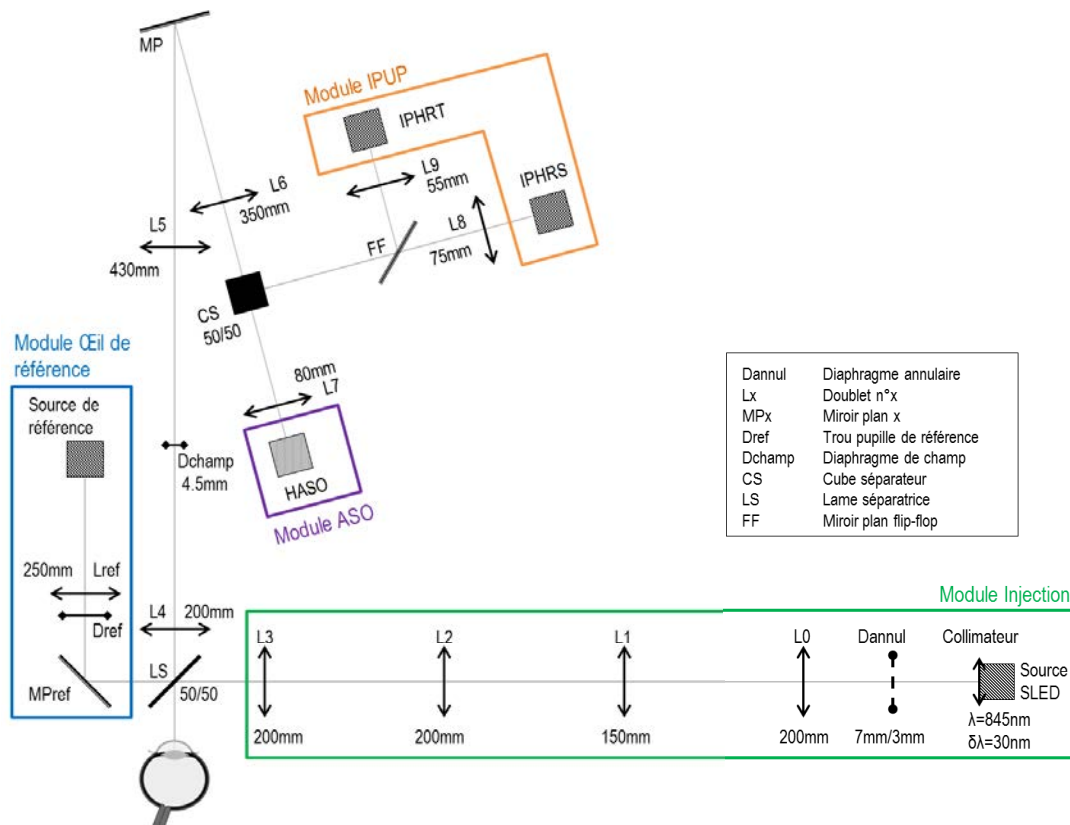 MP
Module IPUP
IPHRT
L9
55mm
IPHRS
L6
350mm
L5
430mm
L8
75mm
FF
CS
50/50
Module Œil de
référence
Source de
référence
80mm
L7
Dchamp
4.5mm
HASO
Module ASO
Dannul Diaphragme annulaire
Lx Doublet n°x
MPx Miroir plan x
Dref Trou pupille de référence
Dchamp Diaphragme de champ
CS Cube séparateur
LS Lame séparatrice
FF Miroir plan flip-flop
250mm Lref
Dref
L4 200mm
MPref
LS
50/50
Module Injection
L3
L2
L1
L0
Dannul
Collimateur
Source
SLED
200mm
200mm
150mm
200mm
7mm/3mm
λ=845nm
δλ=30nm